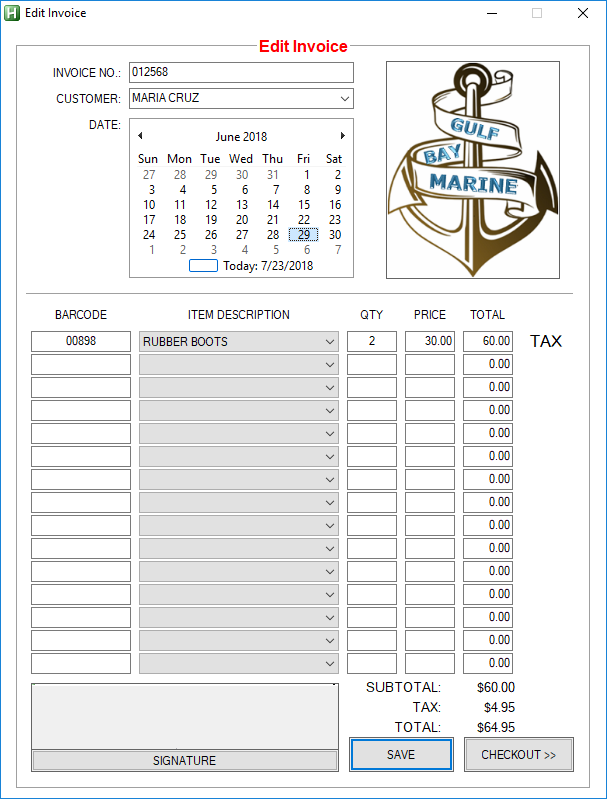 Edit Invoice
Edit Invoice
INVOICE NO.: 012568
CUSTOMER: MARIA CRUZ
DATE:
June 2018
Sun Mon Tue Wed Thu Fri Sat
27 28 29 30 31 1 2
3 4 5 6 7 8 9
10 11 12 13 14 15 16
17 18 19 20 21 22 23
24 25 26 27 28 29 30
1 2 3 4 5 6 7
Today: 7/23/2018
GULF
BAY
MARINE
BARCODE ITEM DESCRIPTION QTY PRICE TOTAL
00898 RUBBER BOOTS 2 30.00 60.00 TAX
0.00
0.00
0.00
0.00
0.00
0.00
0.00
0.00
0.00
0.00
0.00
0.00
0.00
0.00
SUBTOTAL: $60.00
TAX: $4.95
TOTAL: $64.95
SIGNATURE
SAVE
CHECKOUT >>